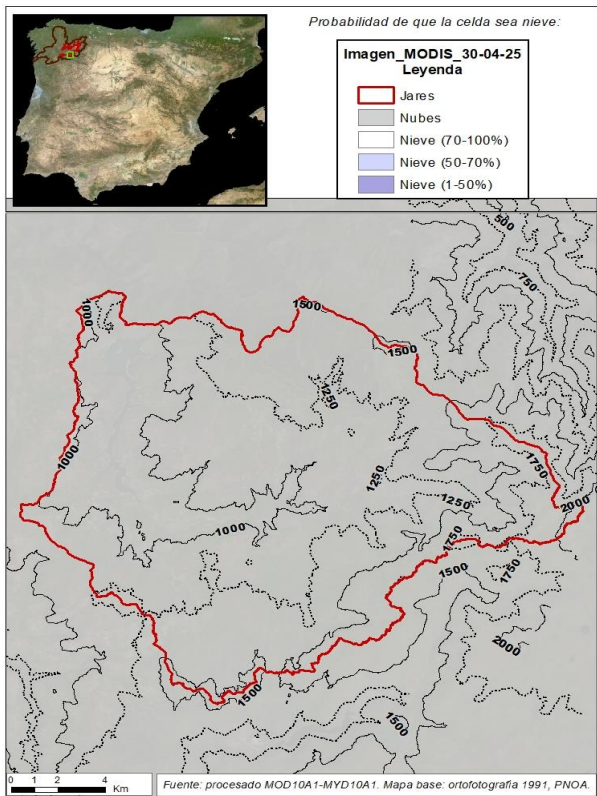 Probabilidad de que la celda sea nieve:
Imagen_MODIS_30-04-25
Leyenda
Jares
Nubes
Nieve (70-100%)
Nieve (50-70%)
Nieve (1-50%)
500
750
1000
1500
1500
1250
1750
1000
1250
1250
2000
1000
1750
1500
1750
2000
1500
1500
0 1 2 4
Km
Fuente: procesado MOD10A1-MYD10A1. Mapa base: ortofotografia 1991, PNOA.